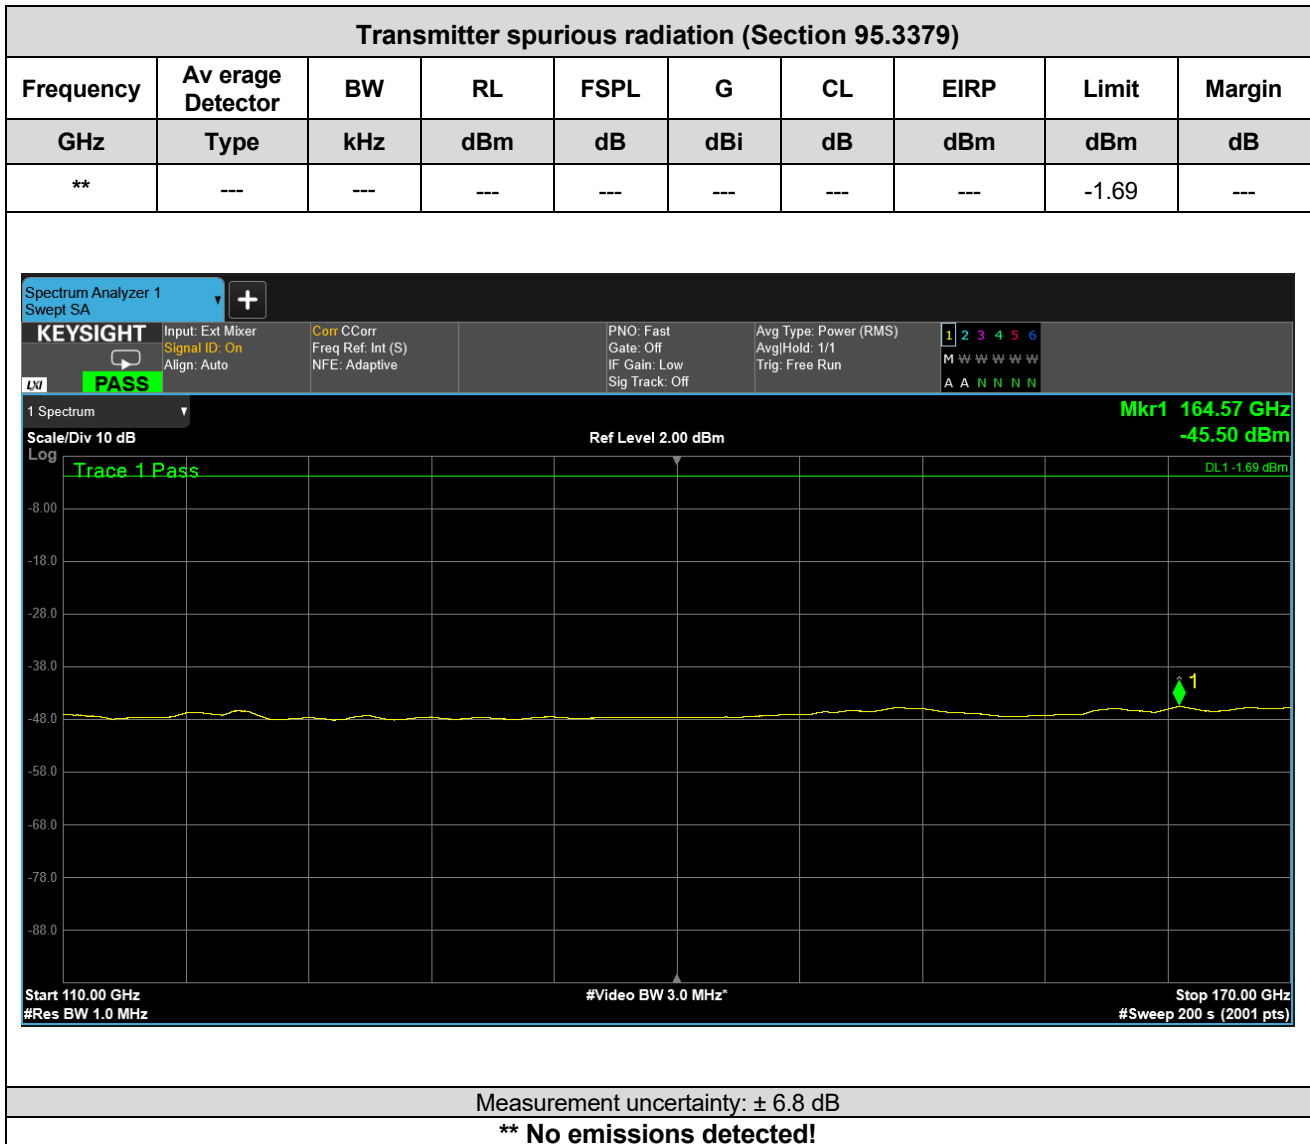 Transmitter spurious radiation (Section 95.3379)
Frequency Av erage Detector BW RL FSPL G CL EIRP Limit Margin
GHz Type kHz dBm dB dBi dB dBm dBm dB
** --- --- --- --- --- --- --- -1.69 ---
Spectrum Analyzer 1
Swept SA
+
KEYSIGHT Input: Ext Mixer Corr CCorr PNO: Fast Avg Type: Power (RMS) 1 2 3 4 5 6
Signal ID: On Freq Ref: Int (S) Gate: Off Avg|Hold: 1/1 M W W W W W
Align: Auto NFE: Adaptive IF Gain: Low Trig: Free Run
LXI PASS Sig Track: Off A A N N N N
1 Spectrum Mkr1 164.57 GHz
Scale/Div 10 dB Ref Level 2.00 dBm -45.50 dBm
Log
Trace 1 Pass DL1 -1.69 dBm
-8.00
-18.0
-28.0
-38.0
1
-48.0
-58.0
-68.0
-78.0
-88.0
Start 110.00 GHz #Video BW 3.0 MHz* Stop 170.00 GHz
#Res BW 1.0 MHz #Sweep 200 s (2001 pts)
Measurement uncertainty: ± 6.8 dB
** No emissions detected!